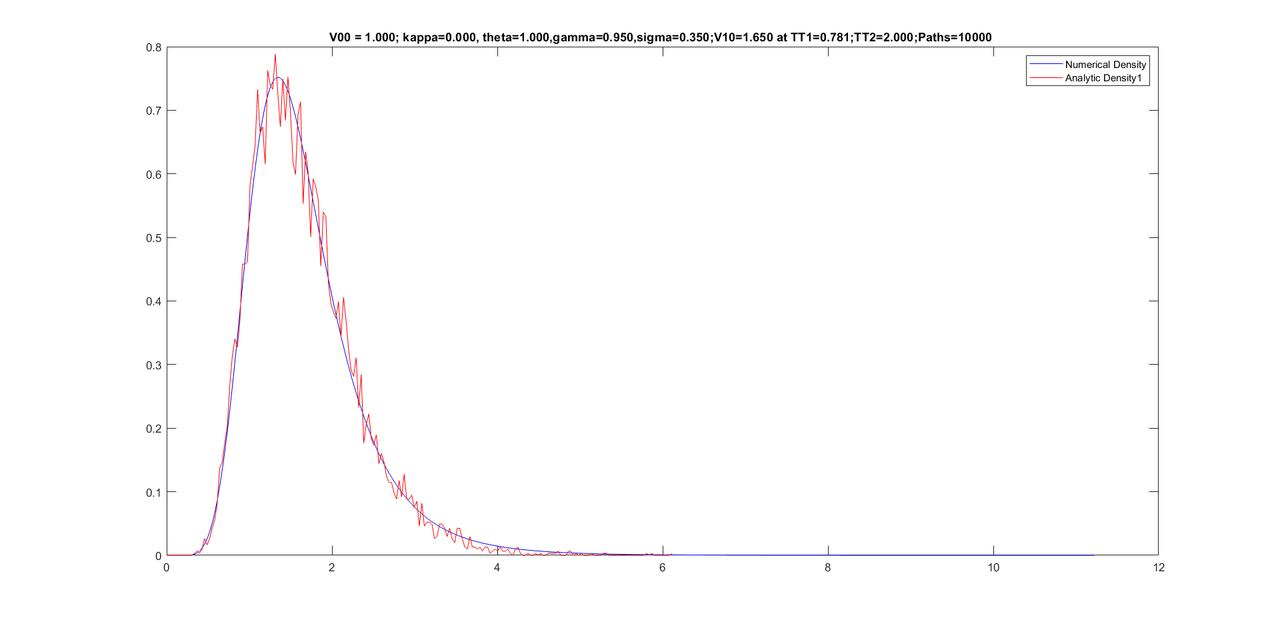 V00 = 1.000; kappa=0.000, theta=1.000,gamma=0.950,sigma=0.350;V10=1.650 at TT1=0.781;TT2=2.000;Paths=10000
Numerical Density
Analytic Density1
0.8
0.7
0.6
0.5
0.4
0.3
0.2
0.1
0
0 2 4 6 8 10 12